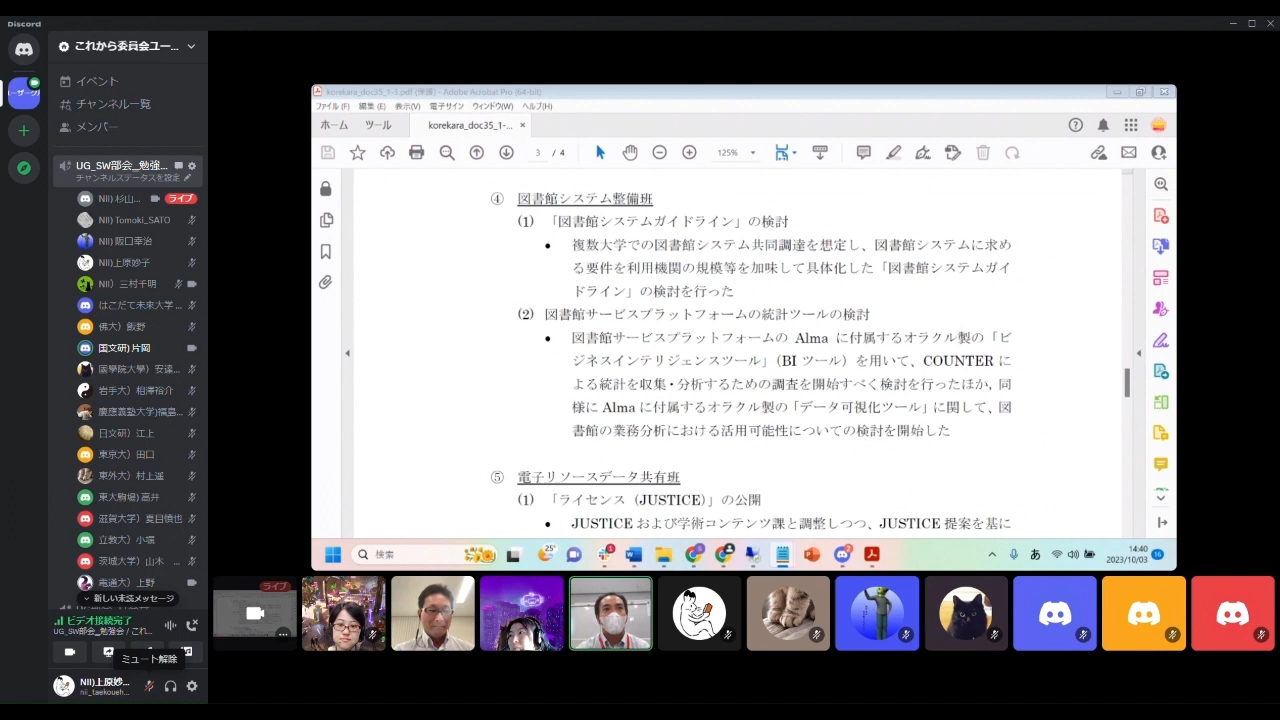 Discord
これから委員会ユー...
イベント
チャンネル一覧
メンバー
UG_SW部会_勉強...
チャンネルステータスを設定
NII) 杉山...
ライブ
NII) Tomoki_SATO
NII) 阪口幸治
NII)上原妙子
NII）三村千明
はこだて未来大学...
佛大）飯野
国文研) 片岡
國學院大學）安達...
岩手大）相澤裕介
慶應義塾大学)福島...
日文研）江上
東京大）田口
東外大）村上遥
東大駒場) 高井
滋賀大学）夏目慎也
立教大）小堀
茨城大学）山木 ...
電通大）上野
新しい未読メッセージ
ビデオ接続完了
UG_SW部会_勉強会 / これ...
ミュート解除
NII)上原妙...
nii_taekoueh...
korekara_doc35_1-3.pdf (保護) - Adobe Acrobat Pro (64-bit)
ファイル (F) 編集 (E) 表示(V) 電子サイン ウィンドウ(W) ヘルプ(H)
ホーム ツール korekara_doc35_1-... ×
3 / 4 125%
④ 図書館システム整備班
(1) 「図書館システムガイドライン」の検討
• 複数大学での図書館システム共同調達を想定し、図書館システムに求め
る要件を利用機関の規模等を加味して具体化した「図書館システムガイ
ドライン」の検討を行った
(2) 図書館サービスプラットフォームの統計ツールの検討
• 図書館サービスプラットフォームの Alma に付属するオラクル製の「ビ
ジネスインテリジェンスツール」（BI ツール）を用いて、COUNTER に
よる統計を収集・分析するための調査を開始すべく検討を行ったほか, 同
様に Alma に付属するオラクル製の「データ可視化ツール」に関して、図
書館の業務分析における活用可能性についての検討を開始した
⑤ 電子リソースデータ共有班
(1) 「ライセンス（JUSTICE）」の公開
• JUSTICE および学術コンテンツ課と調整しつつ、JUSTICE 提案を基に
検索
25°
あ
14:40
2023/10/03
16
ライブ